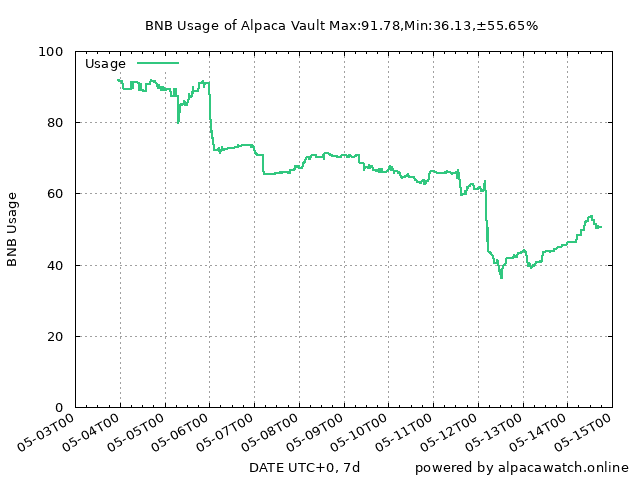 BNB Usage of Alpaca Vault Max:91.78,Min:36.13,±55.65%
Usage
100
80
60
40
20
0
BNB Usage
05-03T00
05-04T00
05-05T00
05-06T00
05-07T00
05-08T00
05-09T00
05-10T00
05-11T00
05-12T00
05-13T00
05-14T00
05-15T00
DATE UTC+0, 7d
powered by alpacawatch.online